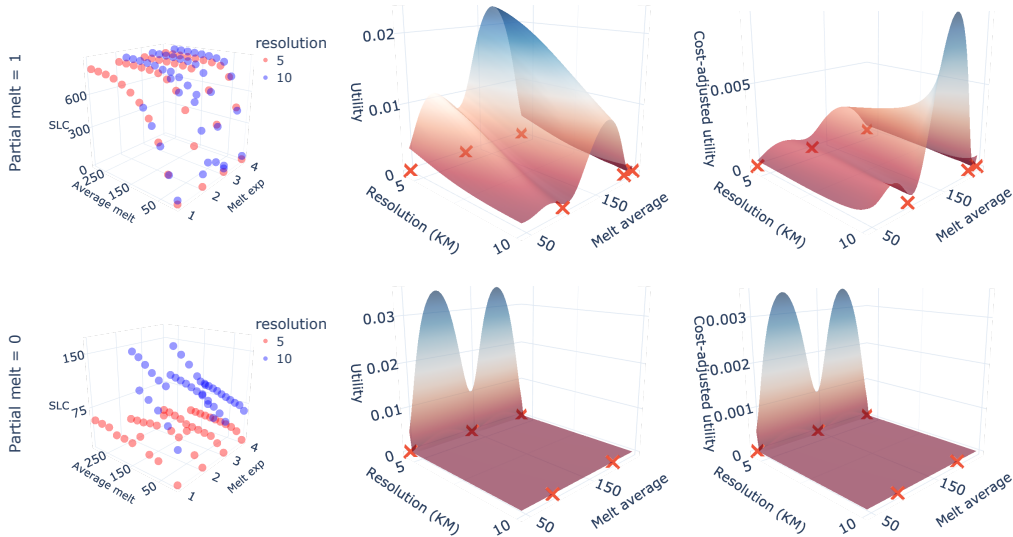 Partial melt = 1
resolution
5
10
600
300
0
SLC
250
150
50
Average melt
1
2
3
4
Melt exp
0.02
0.01
0
Utility
5
10
Resolution (KM)
50
150
Melt average
0.005
0
Cost-adjusted utility
5
10
Resolution (KM)
50
150
Melt average
Partial melt = 0
resolution
5
10
150
75
SLC
250
150
50
Average melt
1
2
3
4
Melt exp
0.03
0.02
0.01
0
Utility
5
10
Resolution (KM)
50
150
Melt average
0.003
0.002
0.001
0
Cost-adjusted utility
5
10
Resolution (KM)
50
150
Melt average